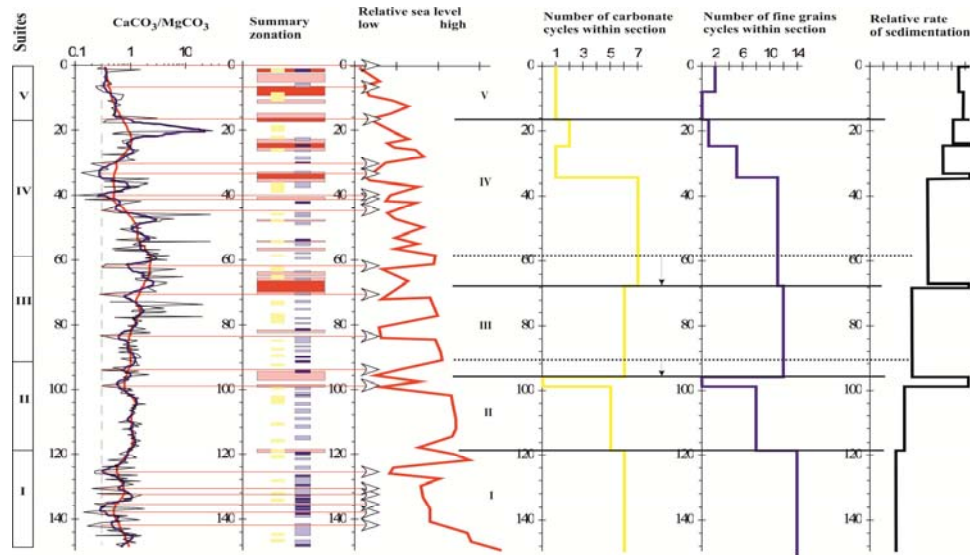 Suites
CaCO₃/MgCO₃
0.1 1 10
Summary
zonation
Relative sea level
low high
Number of carbonate
cycles within section
1 3 5 7
Number of fine grains
cycles within section
0 2 4 6 8 10 12 14
Relative rate
of sedimentation
0 0 0 0 0 0
V V
20 20 20 20 20 20
IV IV
40 40 40 40 40 40
60 60 60 60 60 60
III III
80 80 80 80 80 80
100 100 100 100 100 100
II II
120 120 120 120 120 120
I I
140 140 140 140 140 140